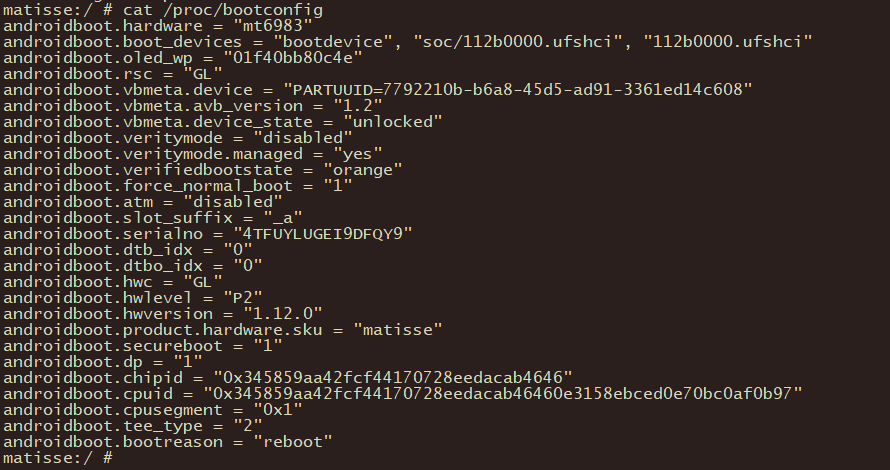 matisse:/ # cat /proc/bootconfig
androidboot.hardware = "mt6983"
androidboot.boot_devices = "bootdevice", "soc/112b0000.ufshci", "112b0000.ufshci"
androidboot.oled_wp = "01f40bb80c4e"
androidboot.rsc = "GL"
androidboot.vbmeta.device = "PARTUUID=7792210b-b6a8-45d5-ad91-3361ed14c608"
androidboot.vbmeta.avb_version = "1.2"
androidboot.vbmeta.device_state = "unlocked"
androidboot.veritymode = "disabled"
androidboot.veritymode.managed = "yes"
androidboot.verifiedbootstate = "orange"
androidboot.force_normal_boot = "1"
androidboot.atm = "disabled"
androidboot.slot_suffix = "_a"
androidboot.serialno = "4TFUYLUGEI9DFQY9"
androidboot.dtb_idx = "0"
androidboot.dtbo_idx = "0"
androidboot.hwc = "GL"
androidboot.hwlevel = "P2"
androidboot.hwversion = "1.12.0"
androidboot.product.hardware.sku = "matisse"
androidboot.secureboot = "1"
androidboot.dp = "1"
androidboot.chipid = "0x345859aa42fcf44170728eedacab4646"
androidboot.cpuid = "0x345859aa42fcf44170728eedacab46460e3158ebced0e70bc0af0b97"
androidboot.cpusegment = "0x1"
androidboot.tee_type = "2"
androidboot.bootreason = "reboot"
matisse:/ #